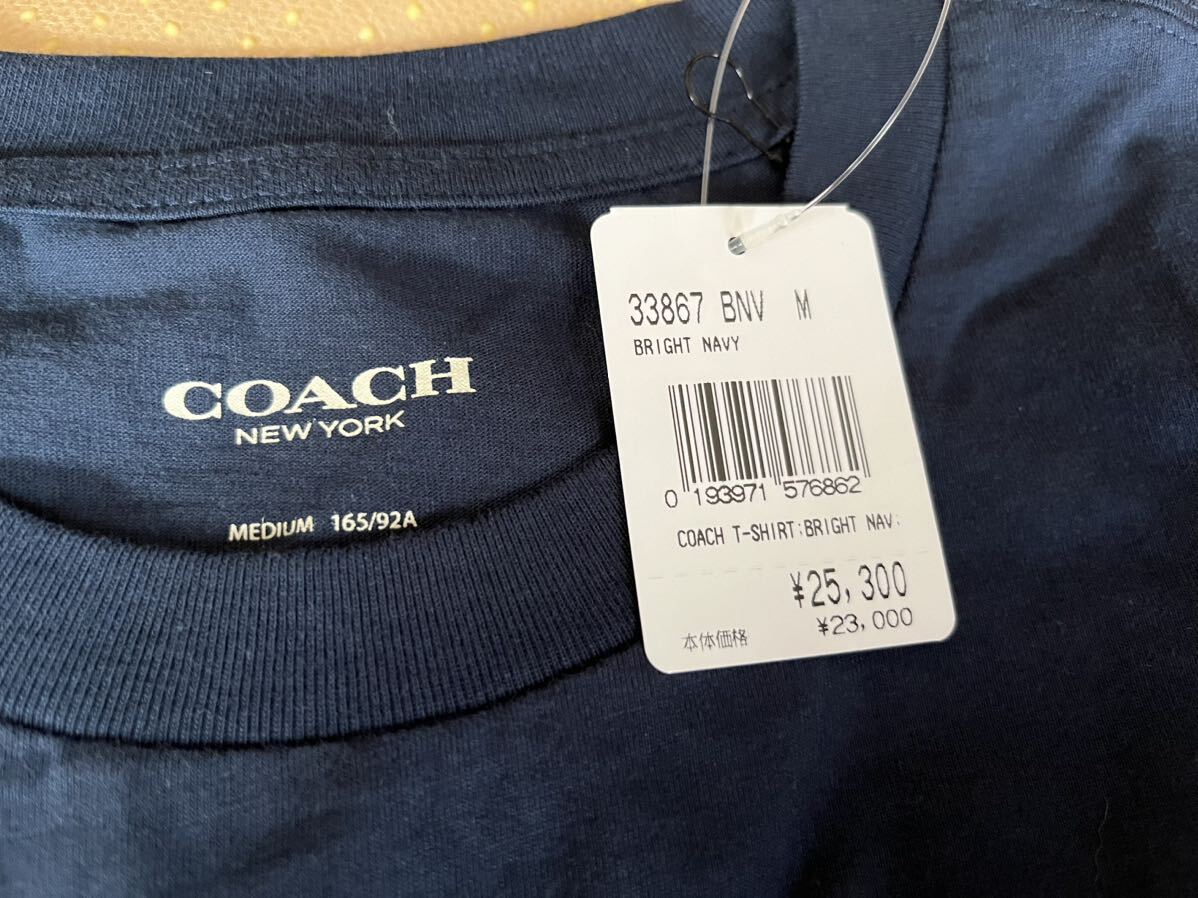 COACH
NEW YORK
MEDIUM 165/92A
33867 BNV M
BRIGHT NAVY
0 193971 576862
COACH T-SHIRT;BRIGHT NAV;
¥25,300
本体価格 ¥23,000